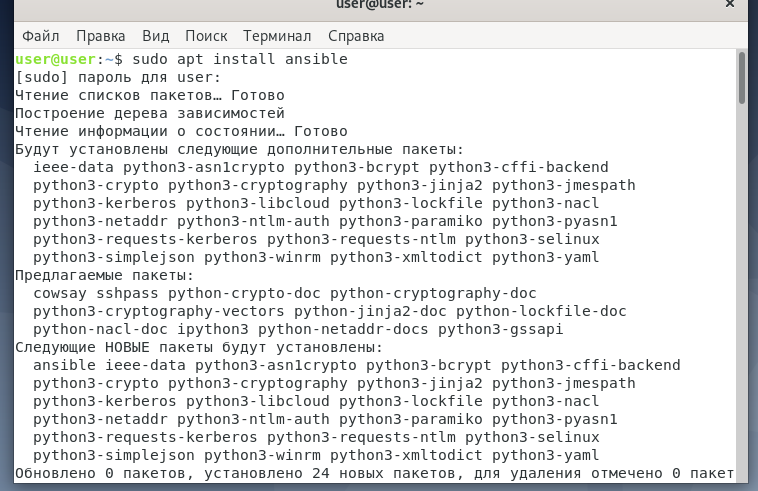 user@user: ~
Файл Правка Вид Поиск Терминал Справка
user@user:~$ sudo apt install ansible
[sudo] пароль для user:
Чтение списков пакетов… Готово
Построение дерева зависимостей
Чтение информации о состоянии… Готово
Будут установлены следующие дополнительные пакеты:
ieee-data python3-asn1crypto python3-bcrypt python3-cffi-backend
python3-crypto python3-cryptography python3-jinja2 python3-jmespath
python3-kerberos python3-libcloud python3-lockfile python3-nacl
python3-netaddr python3-ntlm-auth python3-paramiko python3-pyasn1
python3-requests-kerberos python3-requests-ntlm python3-selinux
python3-simplejson python3-winrm python3-xmltodict python3-yaml
Предлагаемые пакеты:
cowsay sshpass python-crypto-doc python-cryptography-doc
python3-cryptography-vectors python-jinja2-doc python-lockfile-doc
python-nacl-doc ipython3 python-netaddr-docs python3-gssapi
Следующие НОВЫЕ пакеты будут установлены:
ansible ieee-data python3-asn1crypto python3-bcrypt python3-cffi-backend
python3-crypto python3-cryptography python3-jinja2 python3-jmespath
python3-kerberos python3-libcloud python3-lockfile python3-nacl
python3-netaddr python3-ntlm-auth python3-paramiko python3-pyasn1
python3-requests-kerberos python3-requests-ntlm python3-selinux
python3-simplejson python3-winrm python3-xmltodict python3-yaml
Обновлено 0 пакетов, установлено 24 новых пакетов, для удаления отмечено 0 пакет